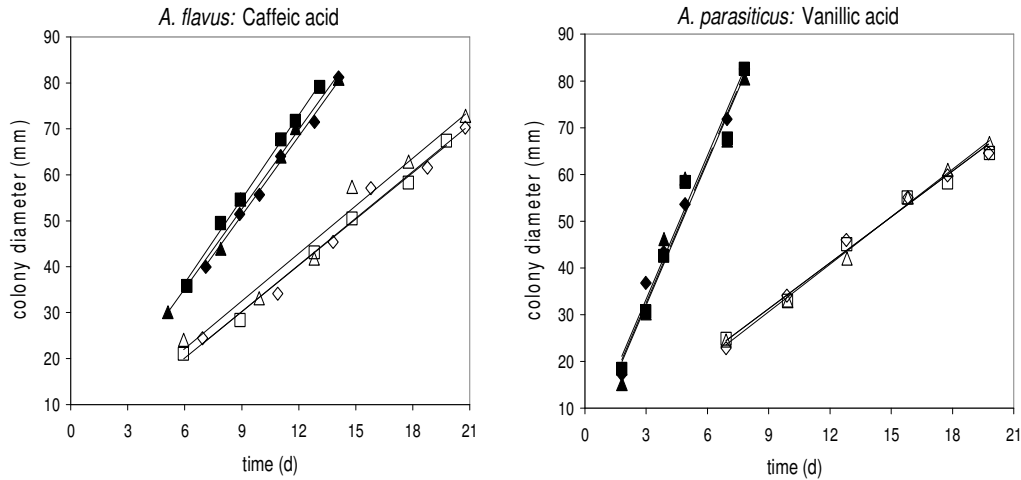 A. flavus: Caffeic acid
colony diameter (mm)
90
80
70
60
50
40
30
20
10
0 3 6 9 12 15 18 21
time (d)
A. parasiticus: Vanillic acid
colony diameter (mm)
90
80
70
60
50
40
30
20
10
0 3 6 9 12 15 18 21
time (d)